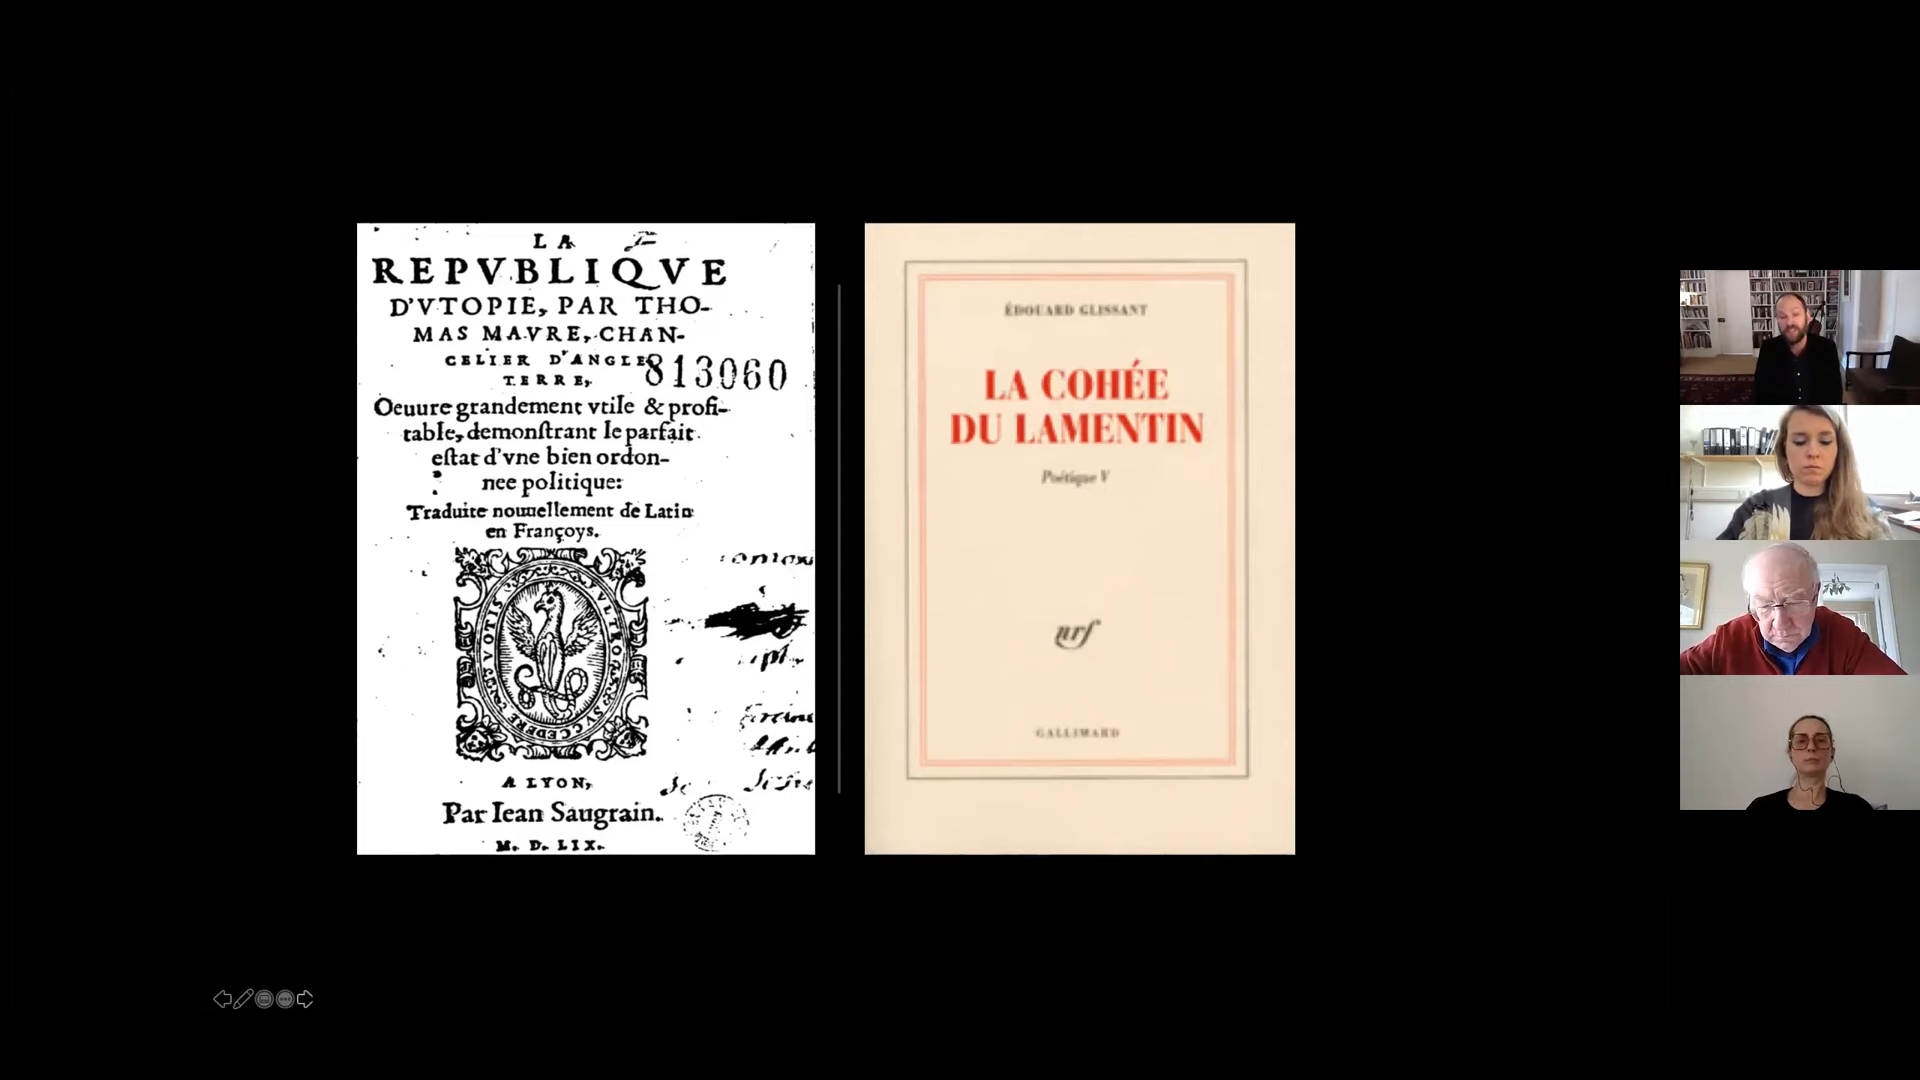 LA
REPVBLIQVE
D'VTOPIE, PAR THO-
MAS MAVRE, CHAN-
CELIER D'ANGLE
TERRE,
813060
Oeuure grandement vtile & profi-
table, demonſtrant le parfait
eſtat d'vne bien ordon-
nee politique:
Traduite nouuellement de Latin
en Françoys.
VOTIS
SVCCEDERE
A LYON,
Par Iean Saugrain.
M. D. LIX.
ÉDOUARD GLISSANT
LA COHÉE
DU LAMENTIN
Poétique V
nrf
GALLIMARD